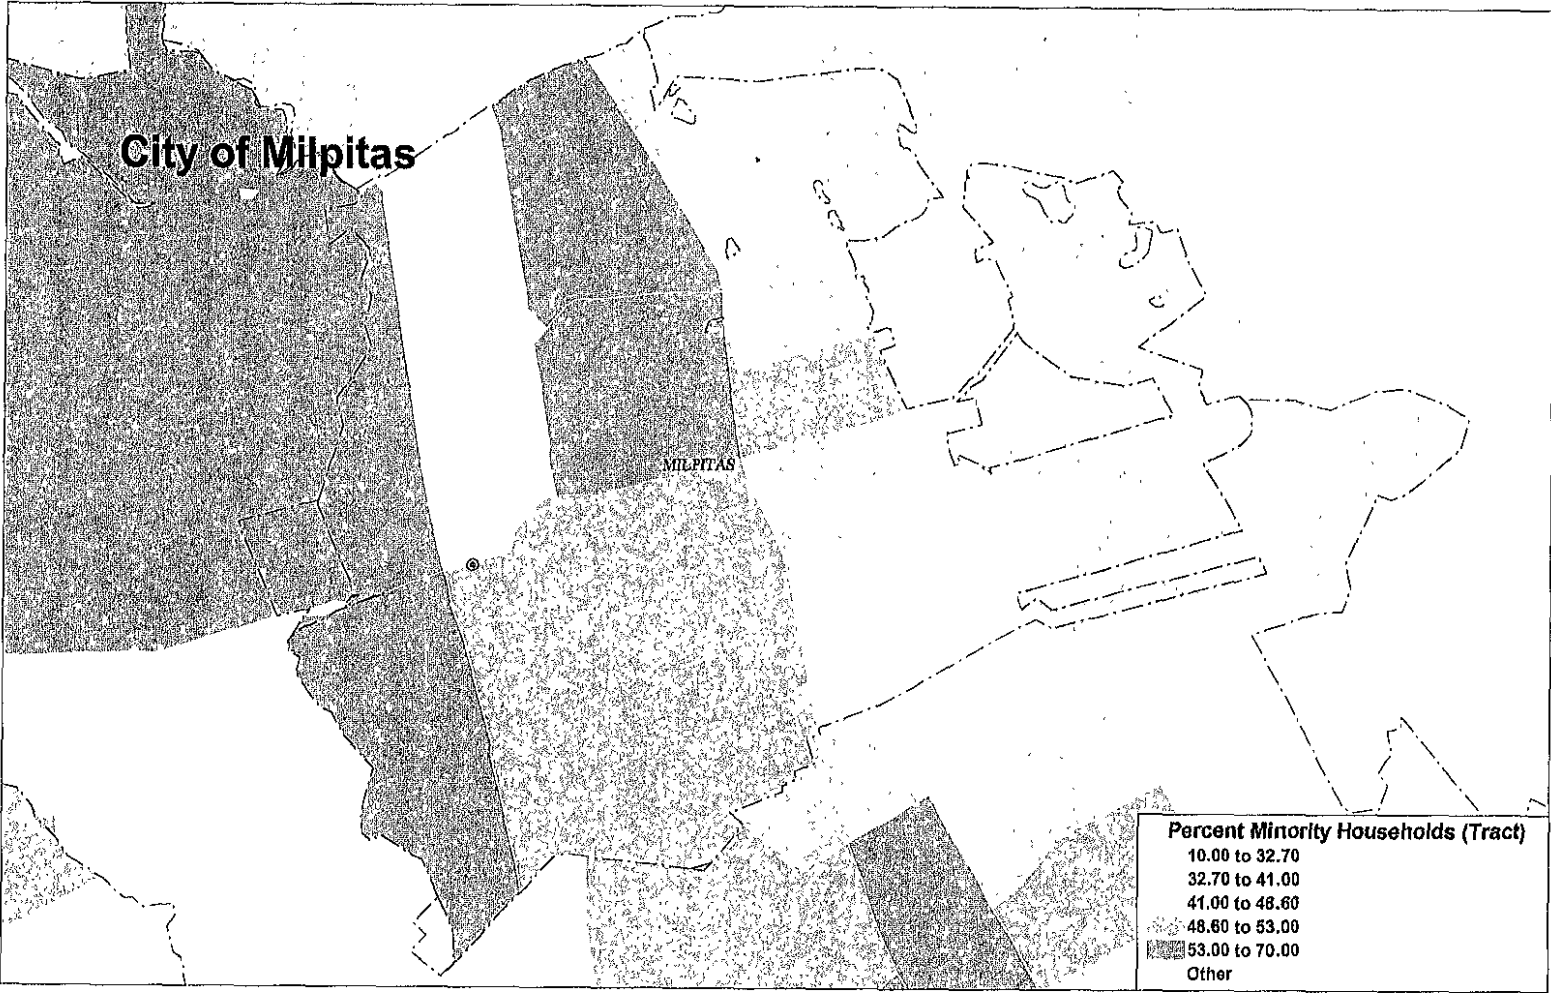 City of Milpitas
MILPITAS
Percent Minority Households (Tract)
10.00 to 32.70
32.70 to 41.00
41.00 to 48.60
48.60 to 53.00
53.00 to 70.00
Other